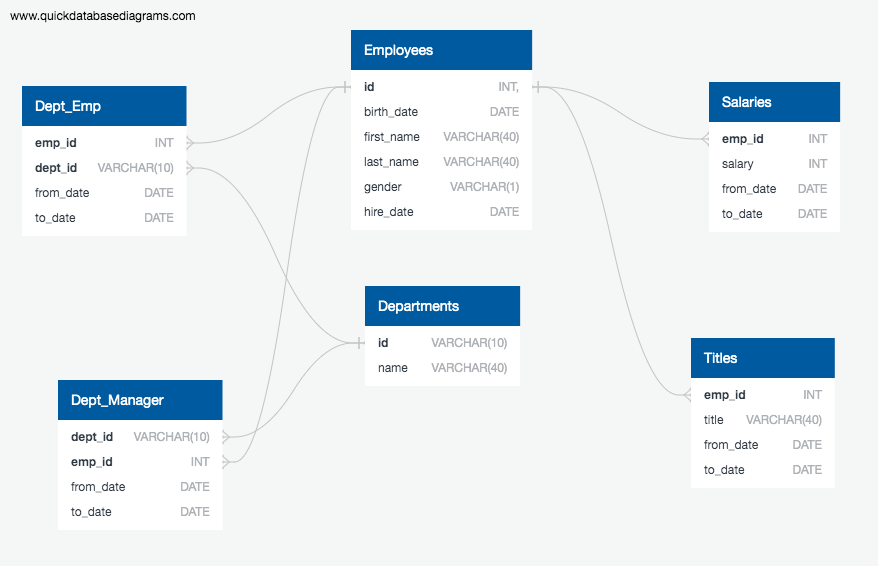 www.quickdatabasediagrams.com
Employees
id INT,
birth_date DATE
first_name VARCHAR(40)
last_name VARCHAR(40)
gender VARCHAR(1)
hire_date DATE
Dept_Emp
emp_id INT
dept_id VARCHAR(10)
from_date DATE
to_date DATE
Salaries
emp_id INT
salary INT
from_date DATE
to_date DATE
Departments
id VARCHAR(10)
name VARCHAR(40)
Titles
emp_id INT
title VARCHAR(40)
from_date DATE
to_date DATE
Dept_Manager
dept_id VARCHAR(10)
emp_id INT
from_date DATE
to_date DATE